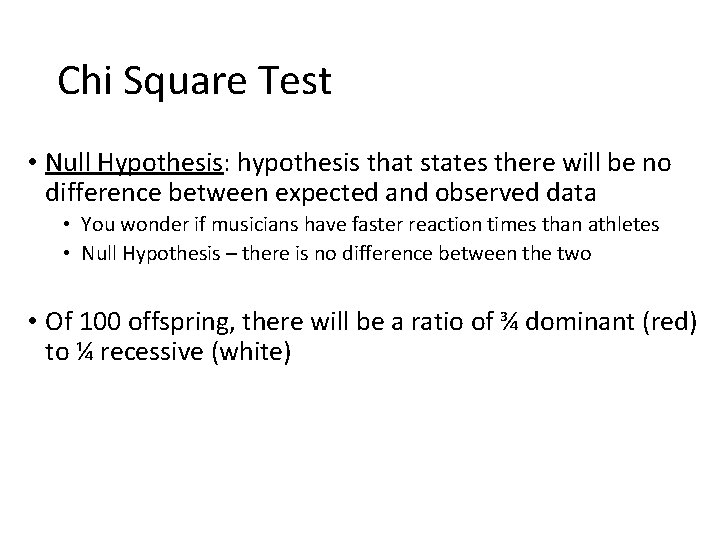 Chi Square Test
• Null Hypothesis: hypothesis that states there will be no
difference between expected and observed data
• You wonder if musicians have faster reaction times than athletes
• Null Hypothesis – there is no difference between the two
• Of 100 offspring, there will be a ratio of ¾ dominant (red)
to ¼ recessive (white)